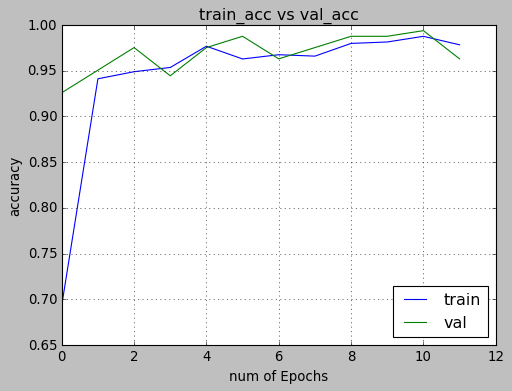 train_acc vs val_acc
1.00
0.95
0.90
0.85
0.80
0.75
0.70
0.65
accuracy
0 2 4 6 8 10 12
num of Epochs
train
val